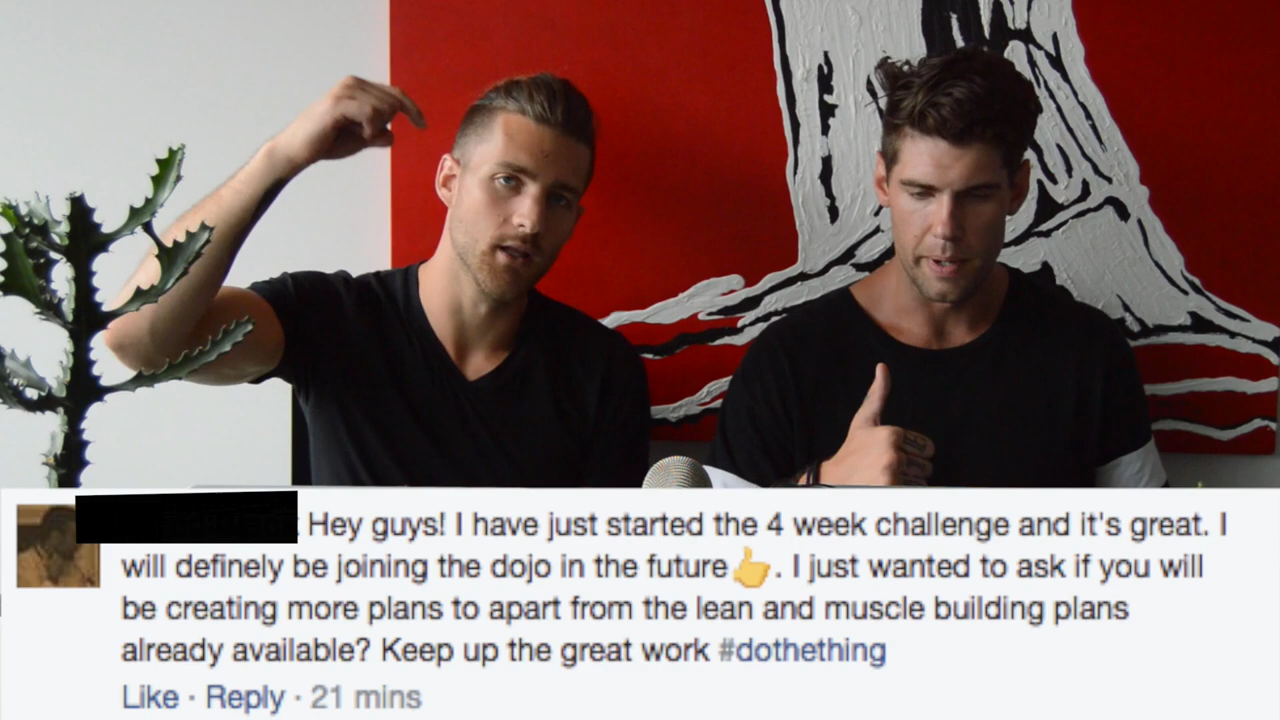 Hey guys! I have just started the 4 week challenge and it's great. I
will definely be joining the dojo in the future👆. I just wanted to ask if you will
be creating more plans to apart from the lean and muscle building plans
already available? Keep up the great work #dothething
Like · Reply · 21 mins